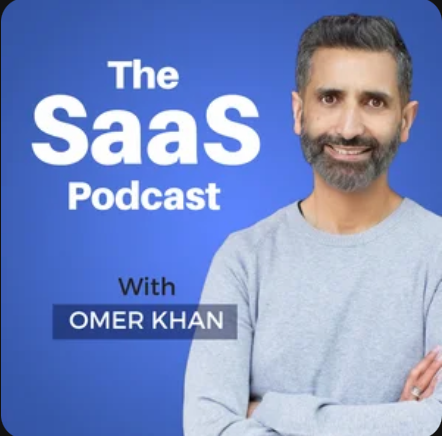 The
SaaS
Podcast
With
OMER KHAN